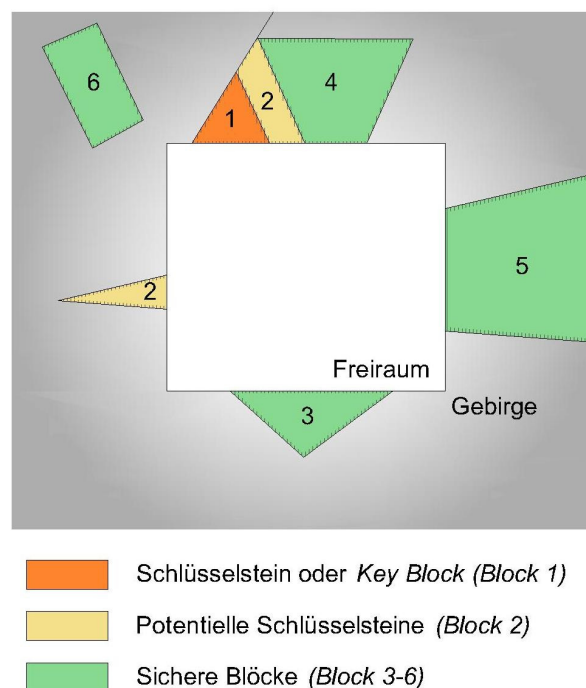 6
4
2
1
5
2
Freiraum
Gebirge
3
Schlüsselstein oder Key Block (Block 1)
Potentielle Schlüsselsteine (Block 2)
Sichere Blöcke (Block 3-6)